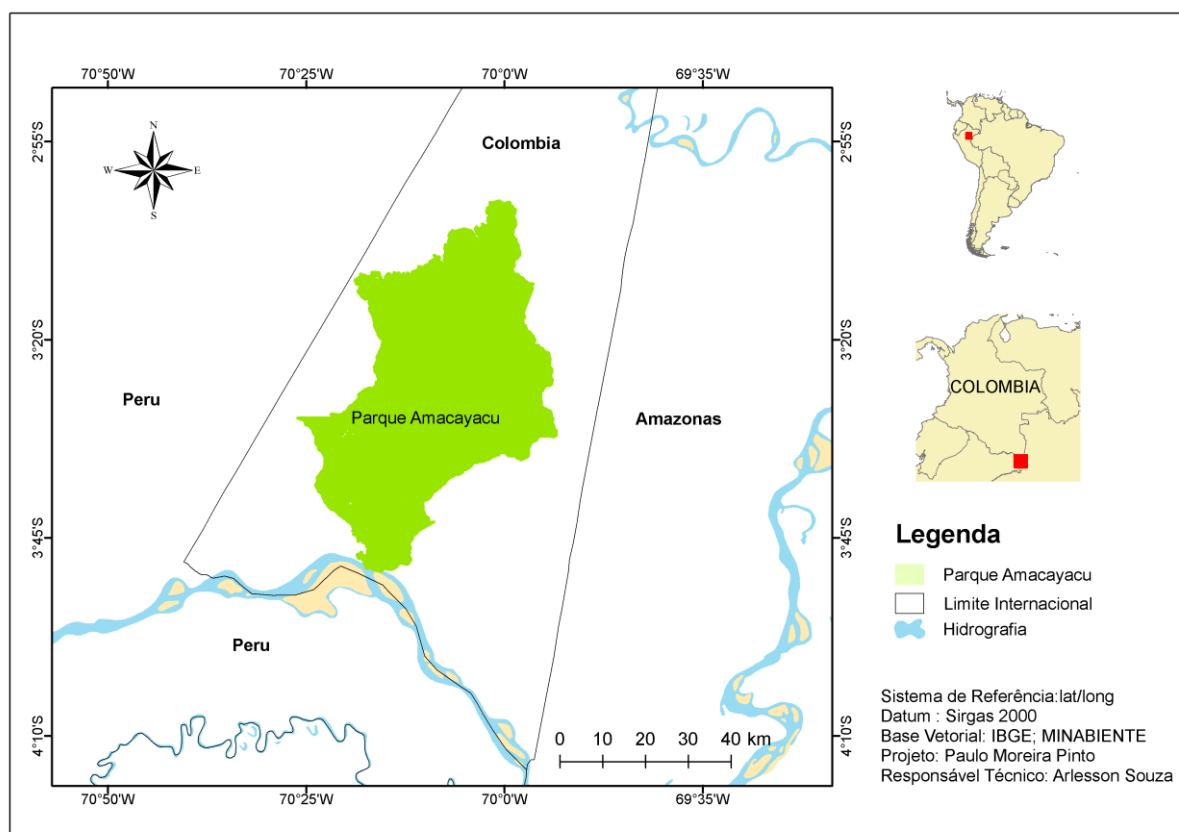 70°50'W 70°25'W 70°0'W 69°35'W
N
W E
S
Colombia
Peru
Parque Amacayacu
Amazonas
Peru
2°55'S
3°20'S
3°45'S
4°10'S
2°55'S
3°20'S
3°45'S
4°10'S
0 10 20 30 40 km
70°50'W 70°25'W 70°0'W 69°35'W
COLOMBIA
Legenda
Parque Amacayacu
Limite Internacional
Hidrografia
Sistema de Referência:lat/long
Datum : Sirgas 2000
Base Vetorial: IBGE; MINABIENTE
Projeto: Paulo Moreira Pinto
Responsável Técnico: Arlesson Souza